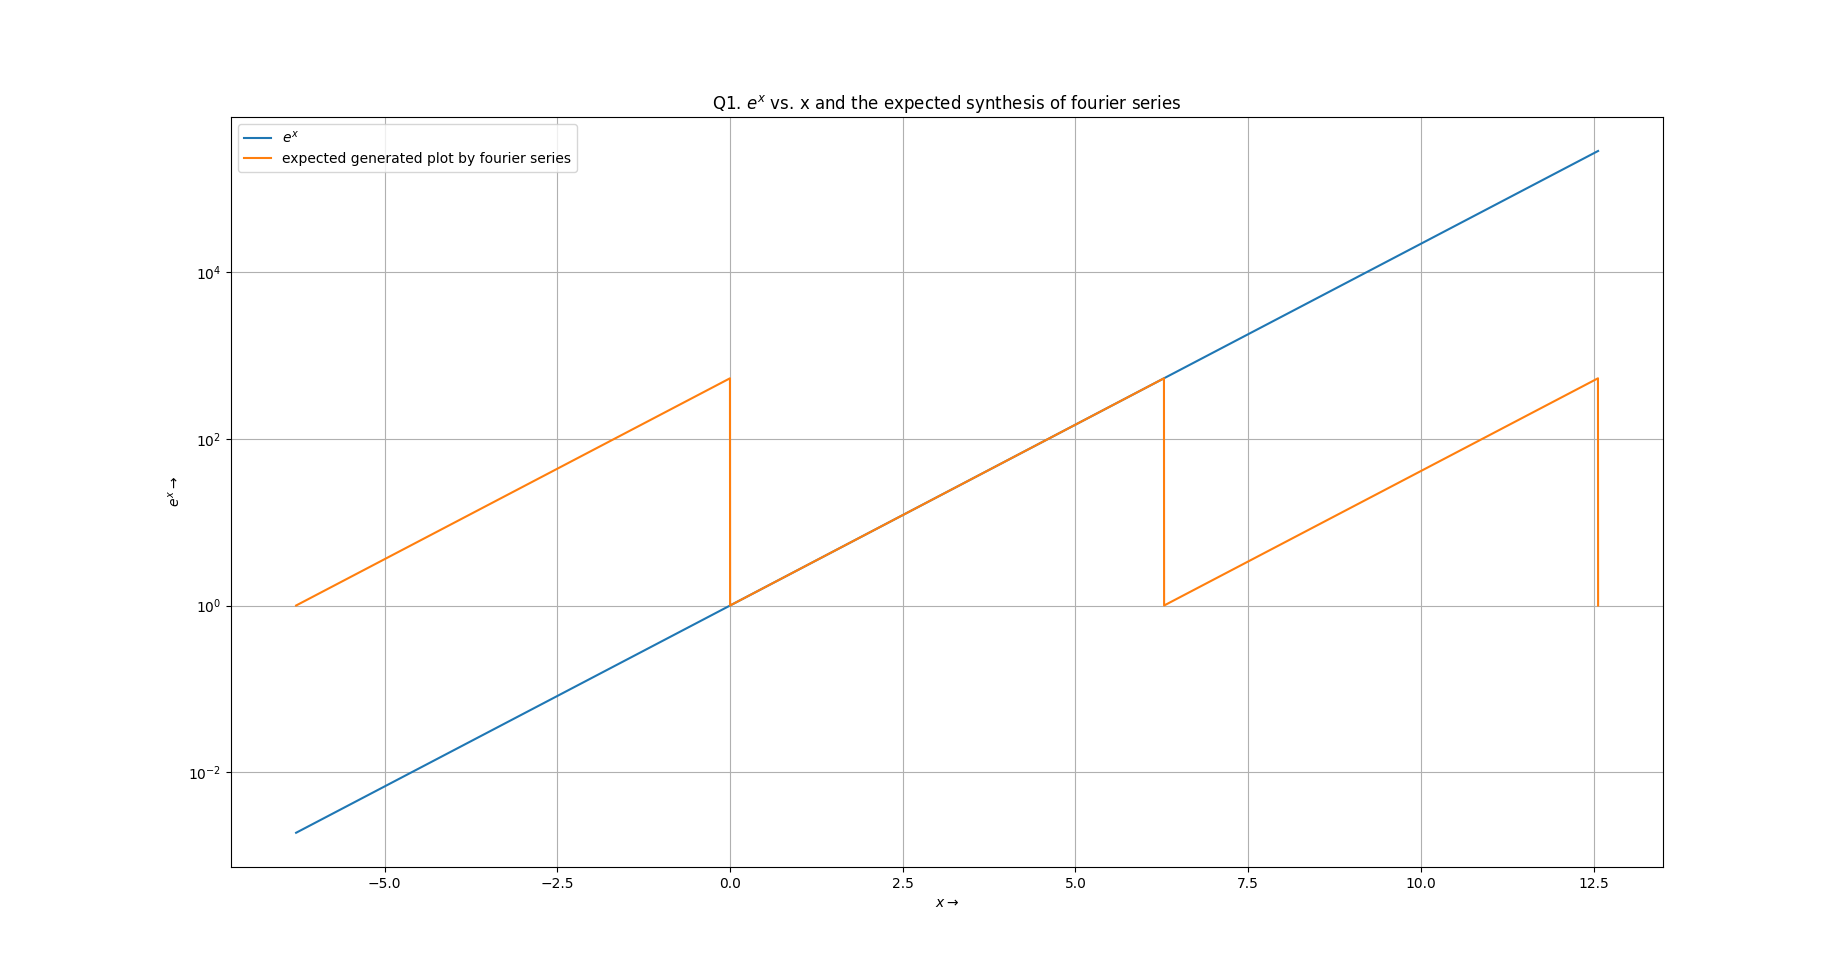 Q1. e^x vs. x and the expected synthesis of fourier series
e^x
expected generated plot by fourier series
e^x →
10^4
10^2
10^0
10^−2
−5.0 −2.5 0.0 2.5 5.0 7.5 10.0 12.5
x →